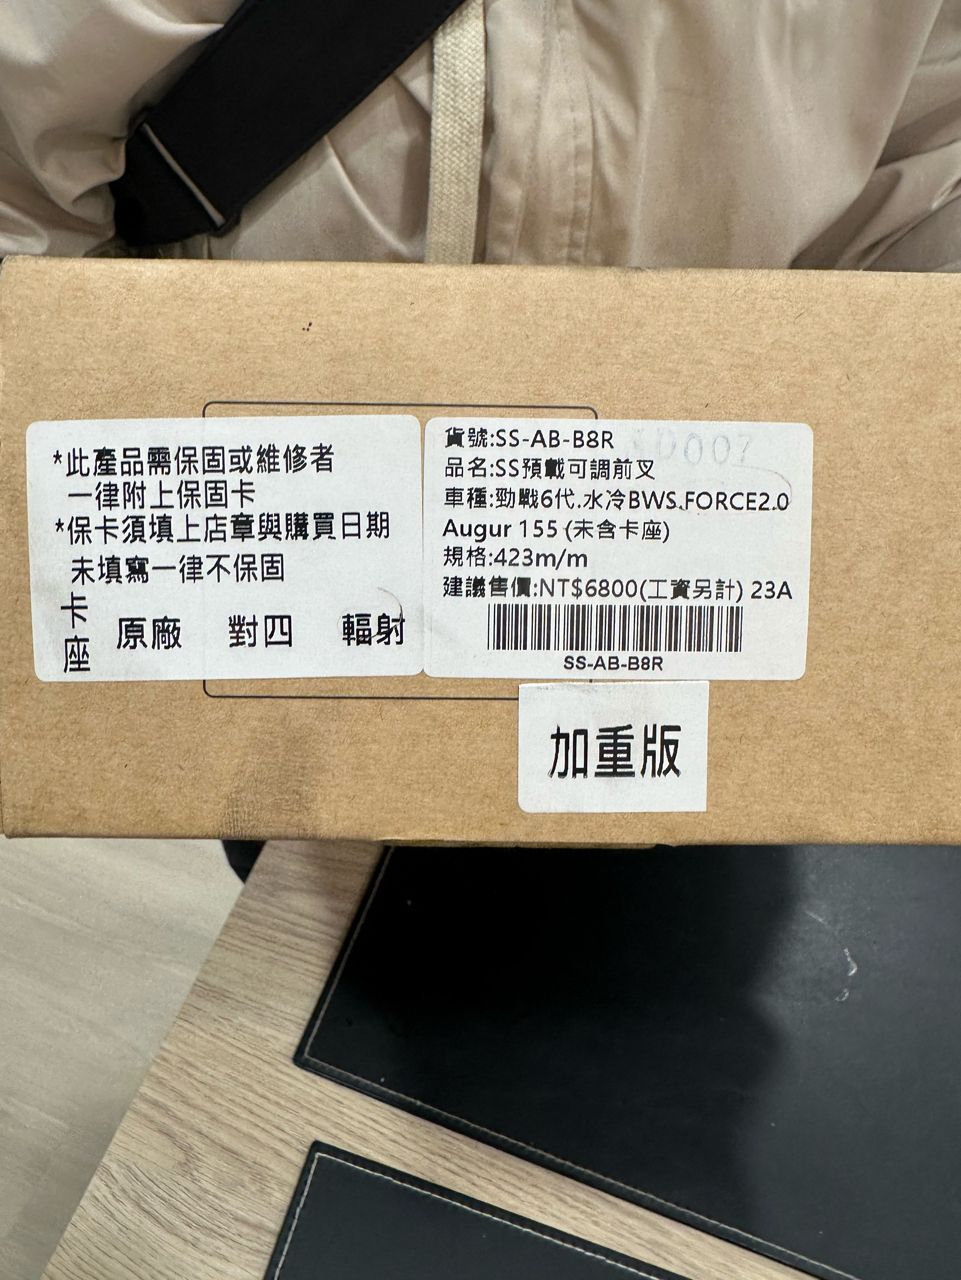 *此產品需保固或維修者
一律附上保固卡
*保卡須填上店章與購買日期
未填寫一律不保固
卡座 原廠 對四 輻射
貨號:SS-AB-B8R
0007
品名:SS預載可調前叉
車種:勁戰6代.水冷BWS.FORCE2.0
Augur 155 (未含卡座)
規格:423m/m
建議售價:NT$6800(工資另計) 23A
SS-AB-B8R
加重版